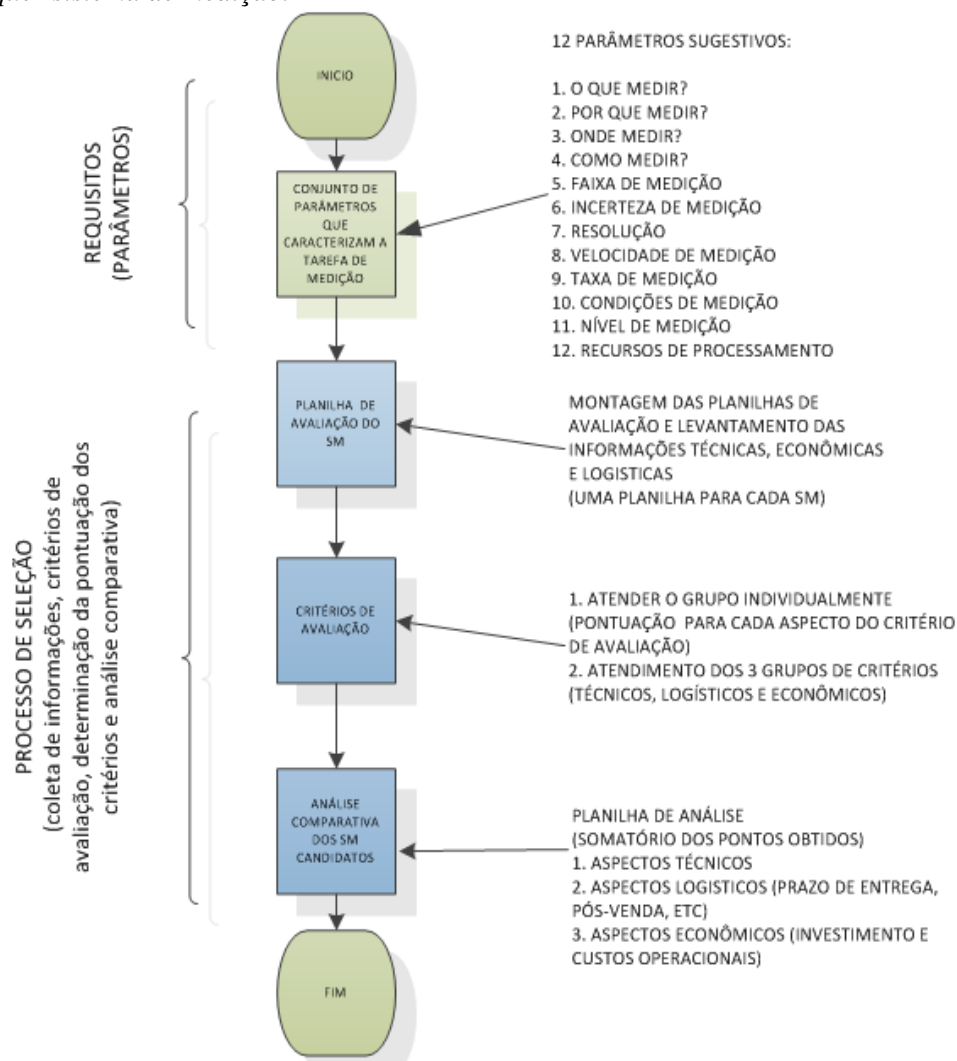 INICIO
CONJUNTO DE
PARÂMETROS
QUE
CARACTERIZAM A
TAREFA DE
MEDIÇÃO
PLANILHA DE
AVALIAÇÃO DO
SM
CRITÉRIOS DE
AVALIAÇÃO
ANÁLISE
COMPARATIVA
DOS SM
CANDIDATOS
FIM
REQUISITOS
(PARÂMETROS)
PROCESSO DE SELEÇÃO
(coleta de informações, critérios de
avaliação, determinação da pontuação dos
critérios e análise comparativa)
12 PARÂMETROS SUGESTIVOS:
1. O QUE MEDIR?
2. POR QUE MEDIR?
3. ONDE MEDIR?
4. COMO MEDIR?
5. FAIXA DE MEDIÇÃO
6. INCERTEZA DE MEDIÇÃO
7. RESOLUÇÃO
8. VELOCIDADE DE MEDIÇÃO
9. TAXA DE MEDIÇÃO
10. CONDIÇÕES DE MEDIÇÃO
11. NÍVEL DE MEDIÇÃO
12. RECURSOS DE PROCESSAMENTO
MONTAGEM DAS PLANILHAS DE
AVALIAÇÃO E LEVANTAMENTO DAS
INFORMAÇÕES TÉCNICAS, ECONÔMICAS
E LOGISTICAS
(UMA PLANILHA PARA CADA SM)
1. ATENDER O GRUPO INDIVIDUALMENTE
(PONTUAÇÃO PARA CADA ASPECTO DO CRITÉRIO
DE AVALIAÇÃO)
2. ATENDIMENTO DOS 3 GRUPOS DE CRITÉRIOS
(TÉCNICOS, LOGÍSTICOS E ECONÔMICOS)
PLANILHA DE ANÁLISE
(SOMATÓRIO DOS PONTOS OBTIDOS)
1. ASPECTOS TÉCNICOS
2. ASPECTOS LOGISTICOS (PRAZO DE ENTREGA,
PÓS-VENDA, ETC)
3. ASPECTOS ECONÔMICOS (INVESTIMENTO E
CUSTOS OPERACIONAIS)